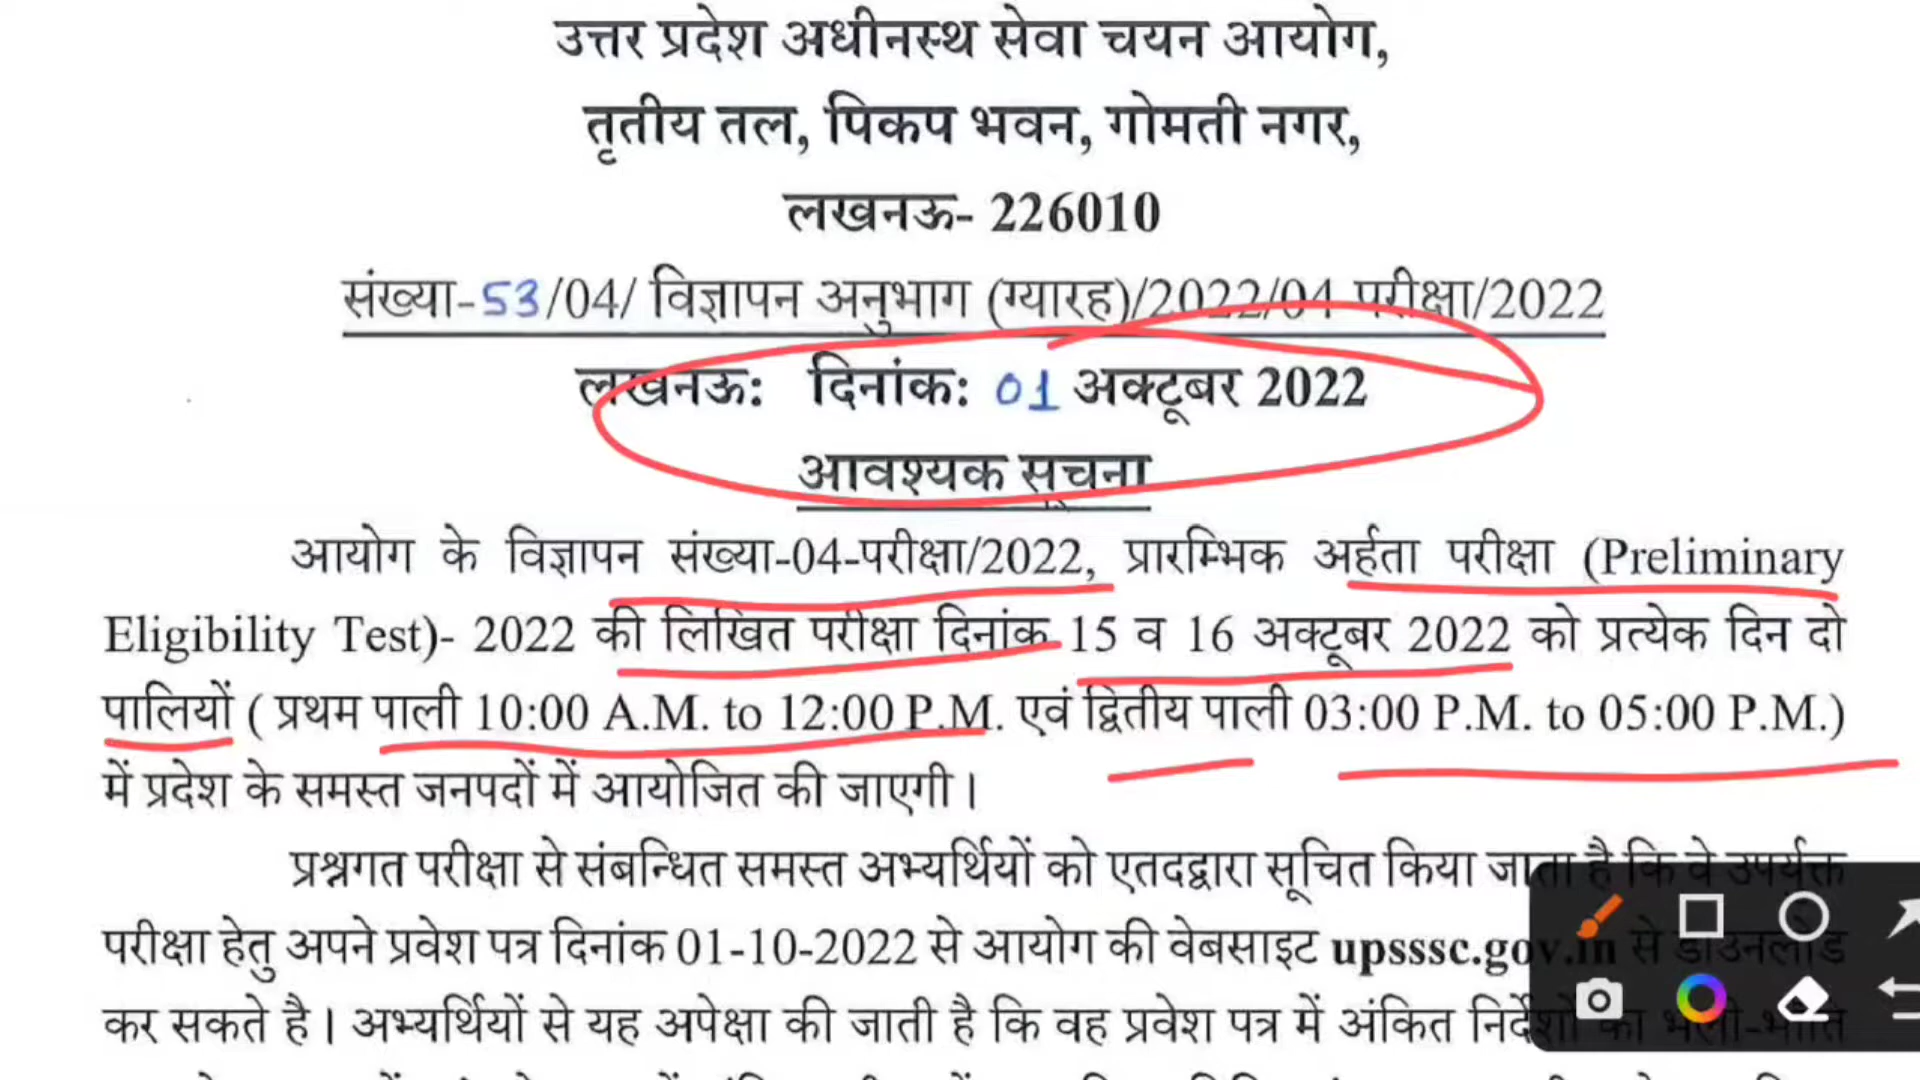 उत्तर प्रदेश अधीनस्थ सेवा चयन आयोग,
तृतीय तल, पिकप भवन, गोमती नगर,
लखनऊ- 226010
संख्या-53/04/ विज्ञापन अनुभाग (ग्यारह)/2022/04 परीक्षा/2022
लखनऊ: दिनांक: 01 अक्टूबर 2022
आवश्यक सूचना
आयोग के विज्ञापन संख्या-04-परीक्षा/2022, प्रारम्भिक अर्हता परीक्षा (Preliminary
Eligibility Test)- 2022 की लिखित परीक्षा दिनांक 15 व 16 अक्टूबर 2022 को प्रत्येक दिन दो
पालियों ( प्रथम पाली 10:00 A.M. to 12:00 P.M. एवं द्वितीय पाली 03:00 P.M. to 05:00 P.M.)
में प्रदेश के समस्त जनपदों में आयोजित की जाएगी।
प्रश्नगत परीक्षा से संबन्धित समस्त अभ्यर्थियों को एतदद्वारा सूचित किया जाता है कि वे उपर्युक्त
परीक्षा हेतु अपने प्रवेश पत्र दिनांक 01-10-2022 से आयोग की वेबसाइट upsssc.gov.in से डाउनलोड
कर सकते है। अभ्यर्थियों से यह अपेक्षा की जाती है कि वह प्रवेश पत्र में अंकित निर्देशों का भली-भांति